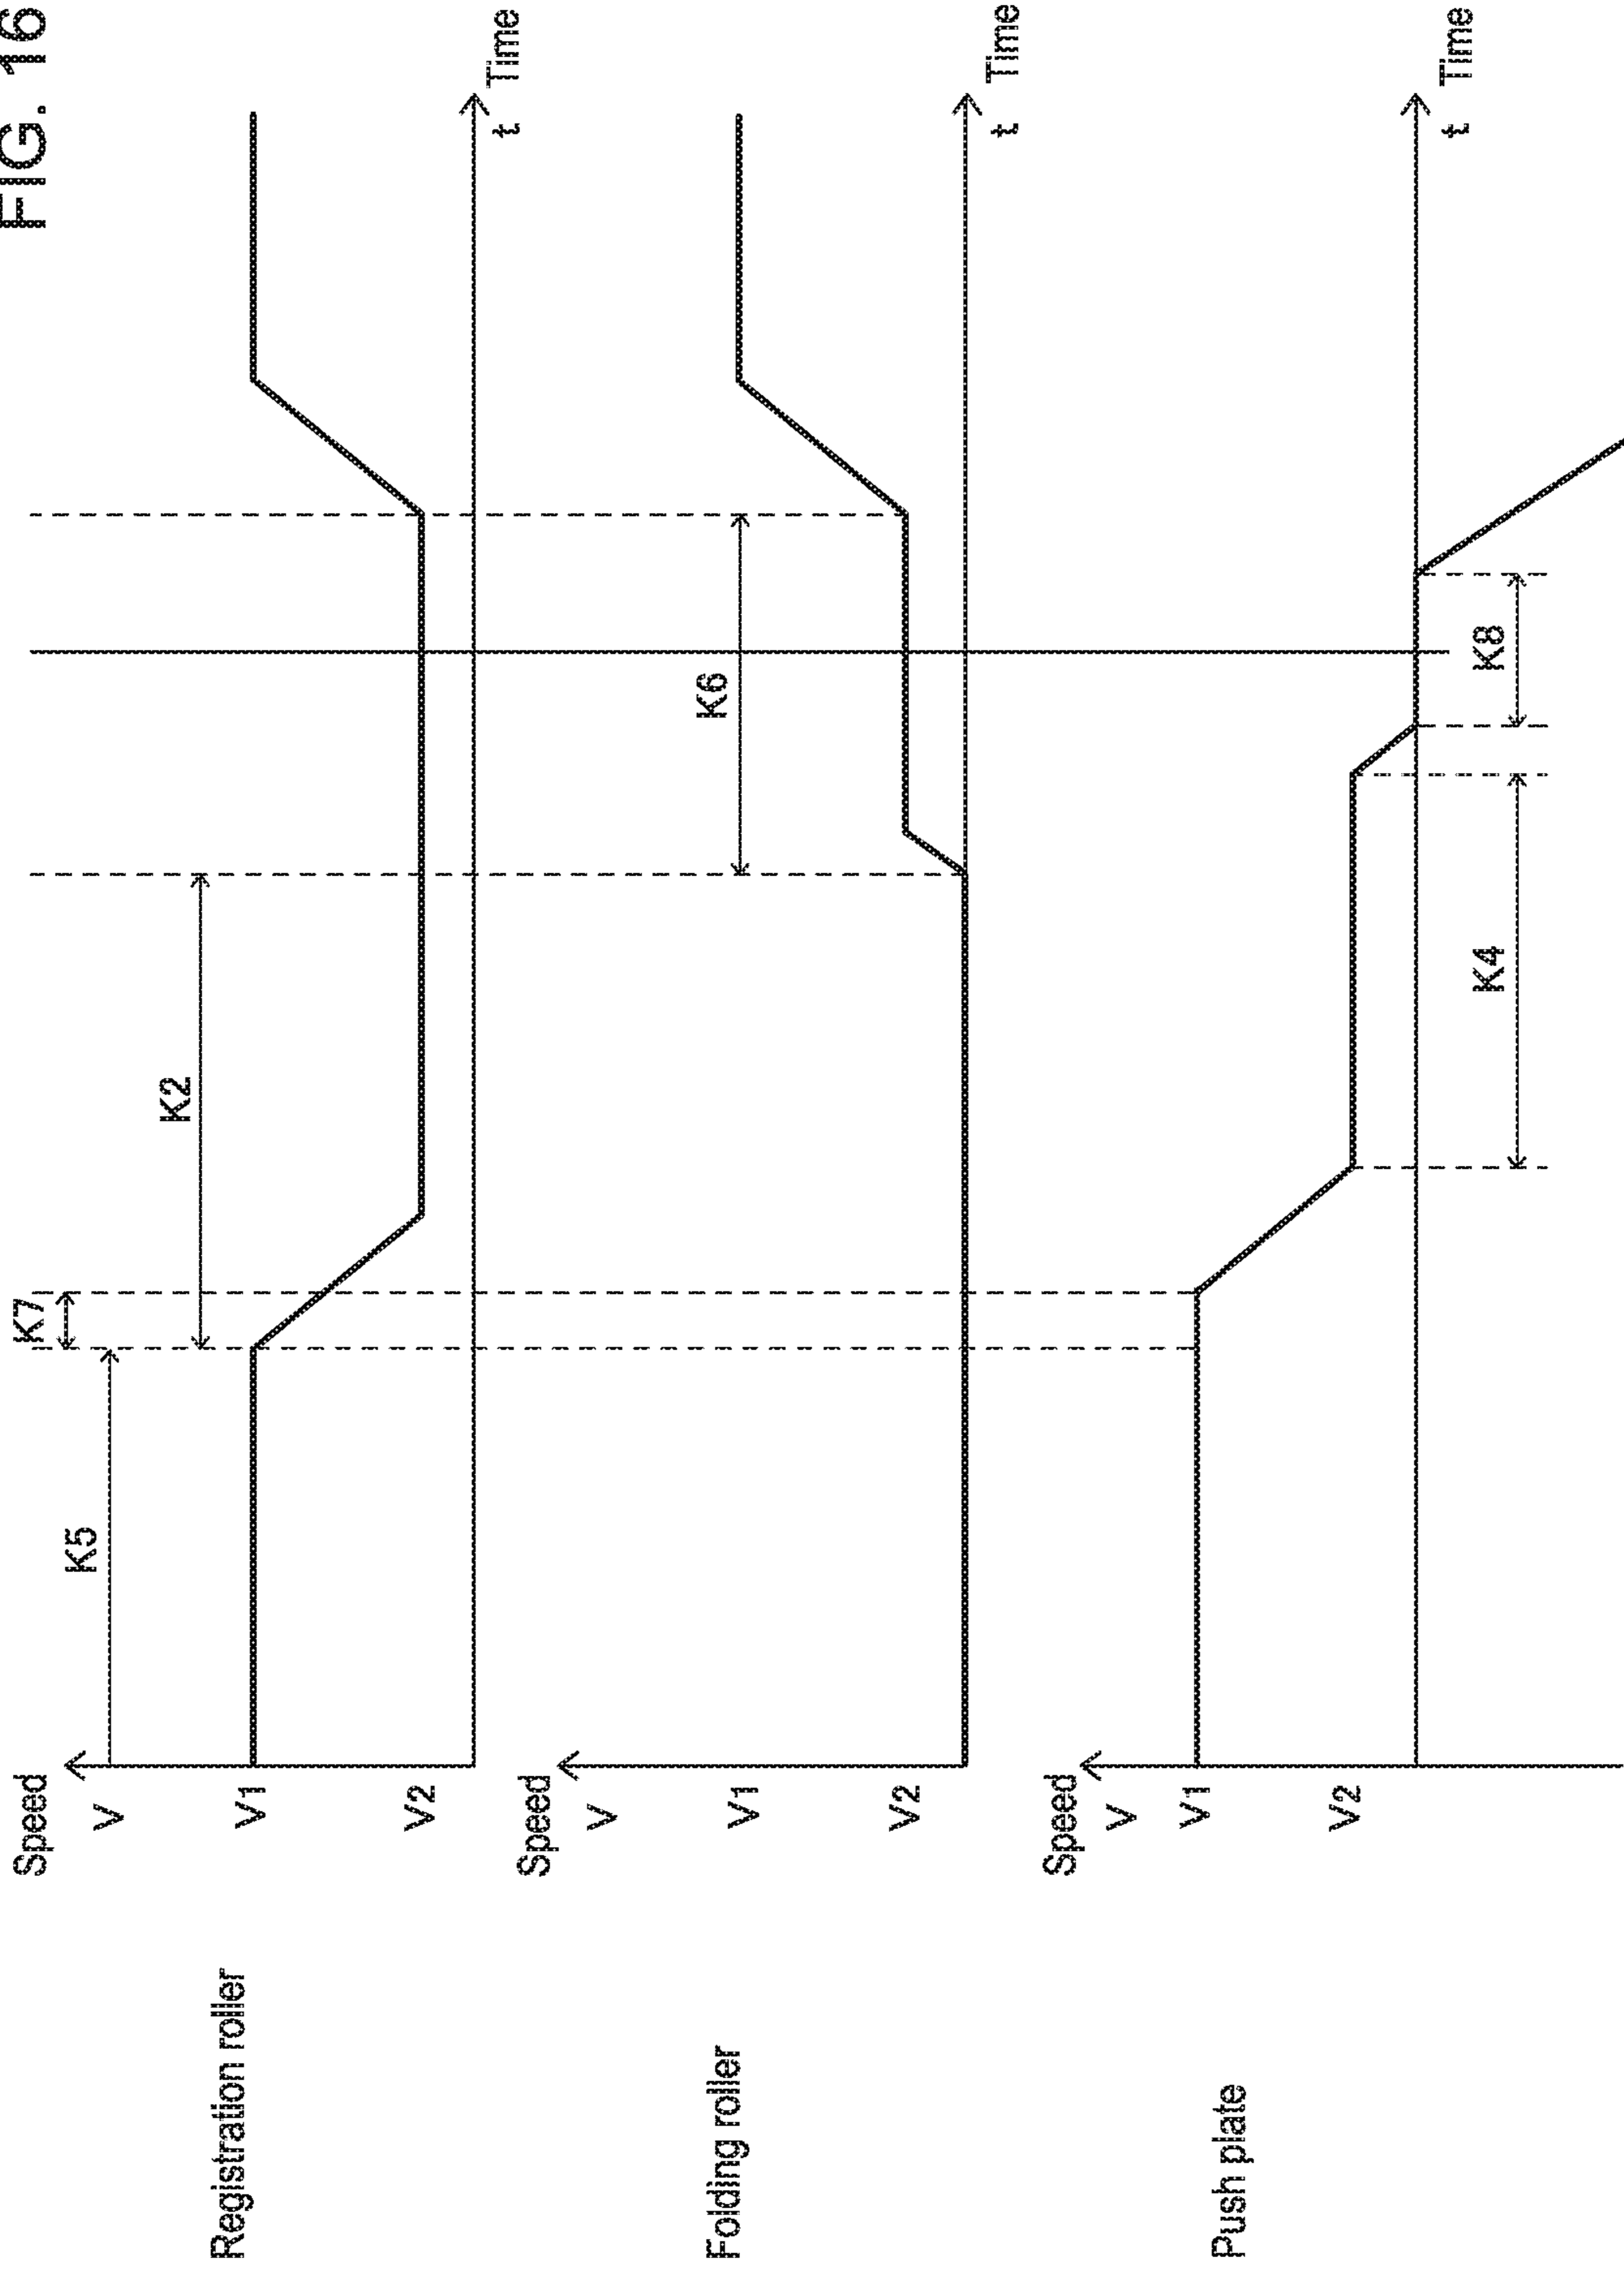 FIG. 16
Speed
V
K5
K7
K2
V1
V2
Registration roller
t Time
Speed
V
K6
V1
V2
Folding roller
t Time
Speed
V
V1
V2
Push plate
t Time
K4
K8